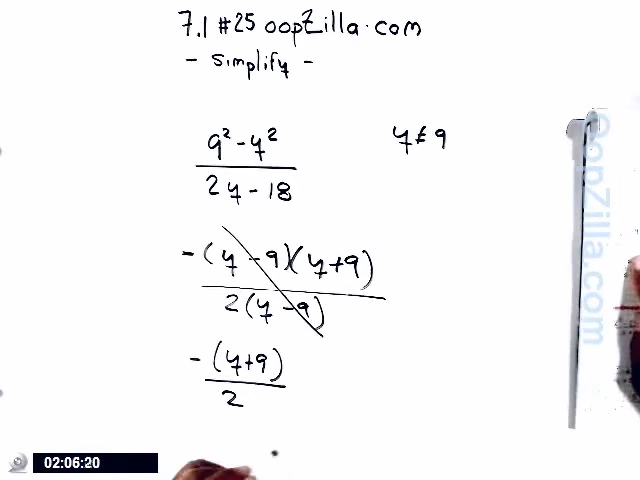 7.1 #25 oopZilla.com
- simplify -
9² - y²
2y - 18
y ≠ 9
-(y - 9)(y + 9)
2(y - 9)
-(y+9)
2
OopZilla.com
02:06:20